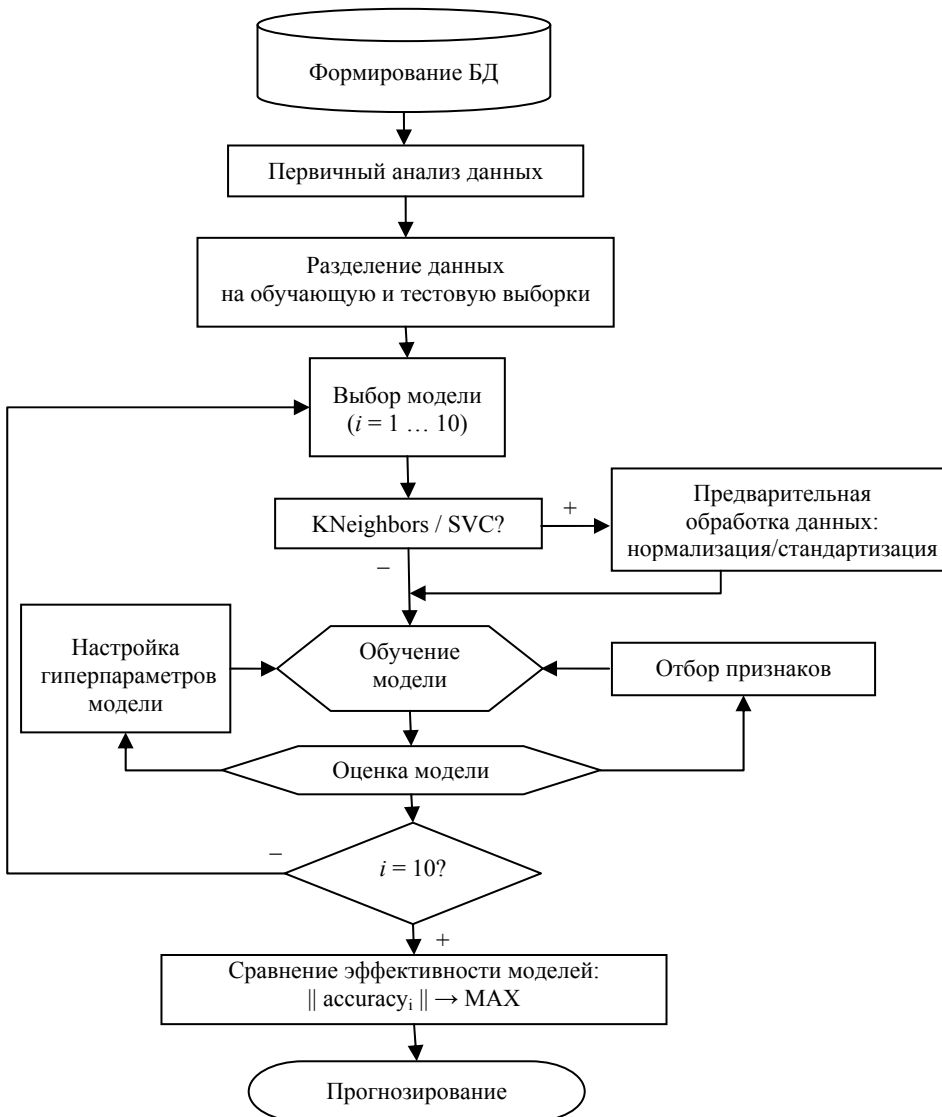 Формирование БД
Первичный анализ данных
Разделение данных
на обучающую и тестовую выборки
Выбор модели
(i = 1 … 10)
KNeighbors / SVC?
+
Предварительная
обработка данных:
нормализация/стандартизация
–
Настройка
гиперпараметров
модели
Обучение
модели
Отбор признаков
Оценка модели
–
i = 10?
+
Сравнение эффективности моделей:
|| accuracyᵢ || → MAX
Прогнозирование